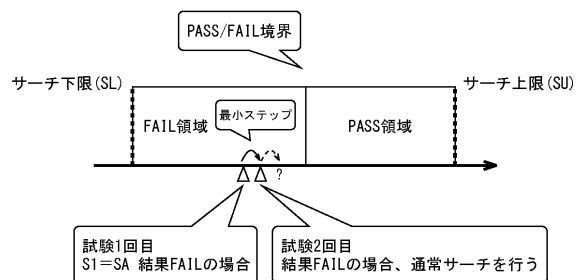 PASS/FAIL境界
サーチ下限(SL)
サーチ上限(SU)
最小ステップ
FAIL領域
PASS領域
?
試験1回目
S1=SA 結果FAILの場合
試験2回目
結果FAILの場合、通常サーチを行う